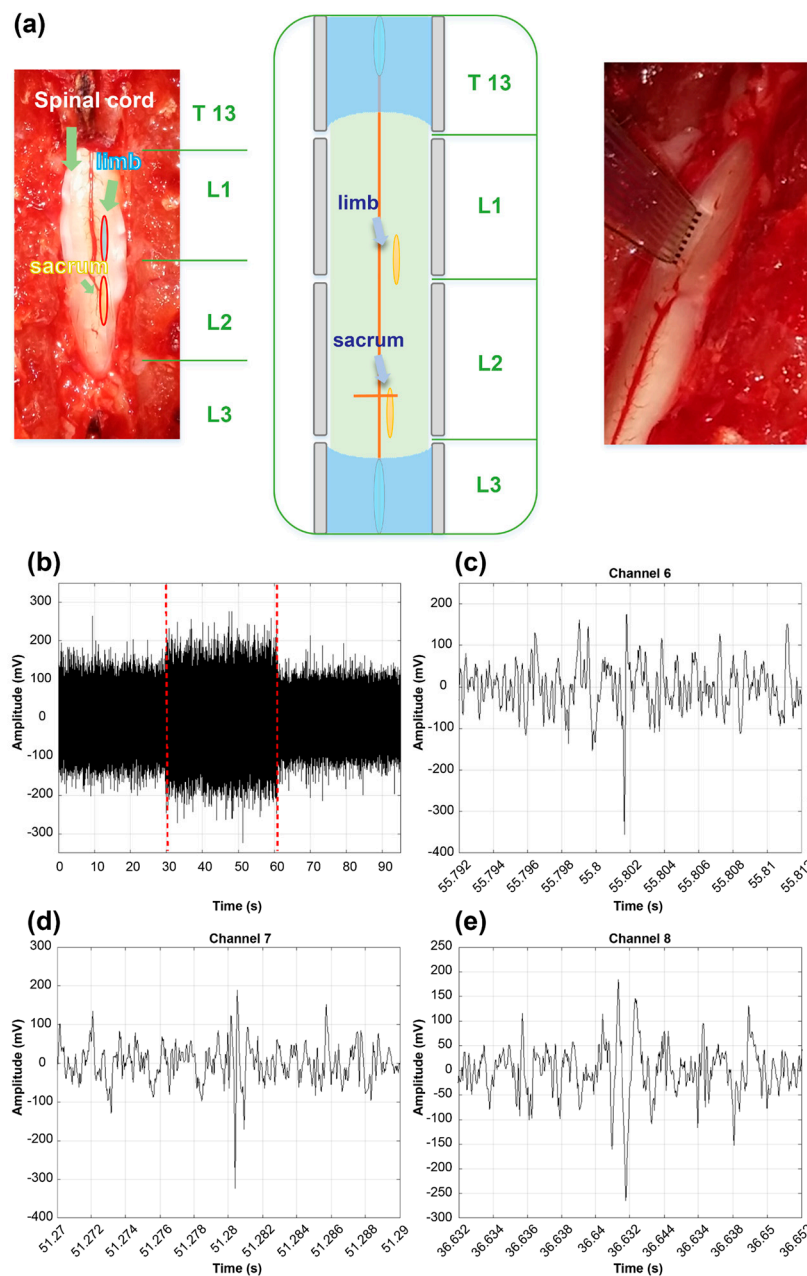 (a)
Spinal cord
limb
sacrum
T 13
L1
L2
L3
limb
sacrum
T 13
L1
L2
L3
(b)
Amplitude (mV)
300
200
100
0
-100
-200
-300
0 10 20 30 40 50 60 70 80 90
Time (s)
(c)
Channel 6
Amplitude (mV)
200
100
0
-100
-200
-300
-400
55.792 55.794 55.796 55.798 55.8 55.802 55.804 55.806 55.808 55.81 55.812
Time (s)
(d)
Channel 7
Amplitude (mV)
300
200
100
0
-100
-200
-300
-400
51.27 51.272 51.274 51.276 51.278 51.28 51.282 51.284 51.286 51.288 51.29
Time (s)
(e)
Channel 8
Amplitude (mV)
250
200
150
100
50
0
-50
-100
-150
-200
-250
-300
36.632 36.634 36.636 36.638 36.64 36.632 36.644 36.634 36.638 36.65 36.652
Time (s)